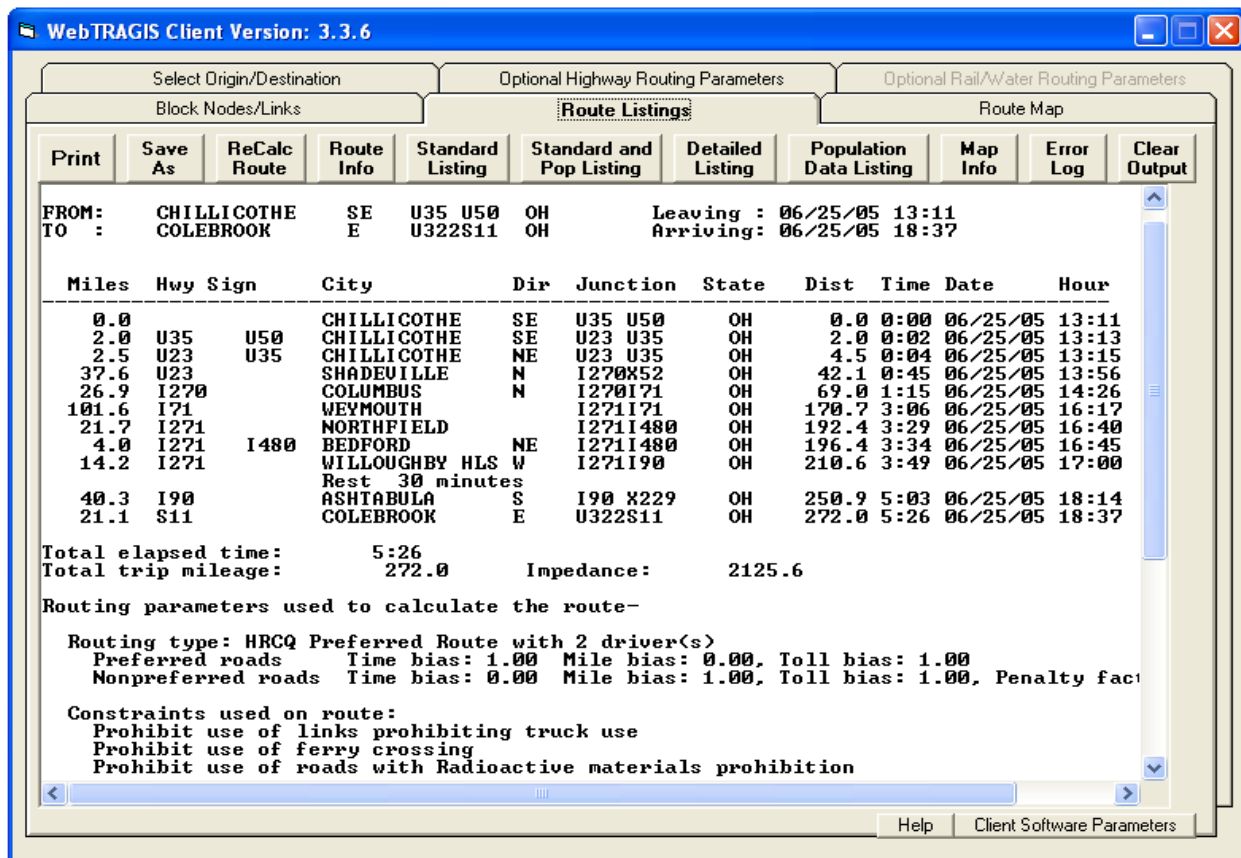 WebTRAGIS Client Version: 3.3.6
Select Origin/Destination Optional Highway Routing Parameters Optional Rail/Water Routing Parameters
Block Nodes/Links Route Listings Route Map
Print Save As ReCalc Route Route Info Standard Listing Standard and Pop Listing Detailed Listing Population Data Listing Map Info Error Log Clear Output
FROM: CHILLICOTHE SE U35 U50 OH Leaving : 06/25/05 13:11
TO : COLEBROOK E U322S11 OH Arriving: 06/25/05 18:37
Miles Hwy Sign City Dir Junction State Dist Time Date Hour
0.0 CHILLICOTHE SE U35 U50 OH 0.0 0:00 06/25/05 13:11
2.0 U35 U50 CHILLICOTHE SE U23 U35 OH 2.0 0:02 06/25/05 13:13
2.5 U23 U35 CHILLICOTHE NE U23 U35 OH 4.5 0:04 06/25/05 13:15
37.6 U23 SHADEVILLE N I270X52 OH 42.1 0:45 06/25/05 13:56
26.9 I270 COLUMBUS N I270I71 OH 69.0 1:15 06/25/05 14:26
101.6 I71 WEYMOUTH I271I71 OH 170.7 3:06 06/25/05 16:17
21.7 I271 NORTHFIELD I271I480 OH 192.4 3:29 06/25/05 16:40
4.0 I271 I480 BEDFORD NE I271I480 OH 196.4 3:34 06/25/05 16:45
14.2 I271 WILLOUGHBY HLS W I271I90 OH 210.6 3:49 06/25/05 17:00
Rest 30 minutes
40.3 I90 ASHTABULA S I90 X229 OH 250.9 5:03 06/25/05 18:14
21.1 S11 COLEBROOK E U322S11 OH 272.0 5:26 06/25/05 18:37
Total elapsed time: 5:26
Total trip mileage: 272.0 Impedance: 2125.6
Routing parameters used to calculate the route-
Routing type: HRCQ Preferred Route with 2 driver(s)
Preferred roads Time bias: 1.00 Mile bias: 0.00, Toll bias: 1.00
Nonpreferred roads Time bias: 0.00 Mile bias: 1.00, Toll bias: 1.00, Penalty fact
Constraints used on route:
Prohibit use of links prohibiting truck use
Prohibit use of ferry crossing
Prohibit use of roads with Radioactive materials prohibition
Help Client Software Parameters